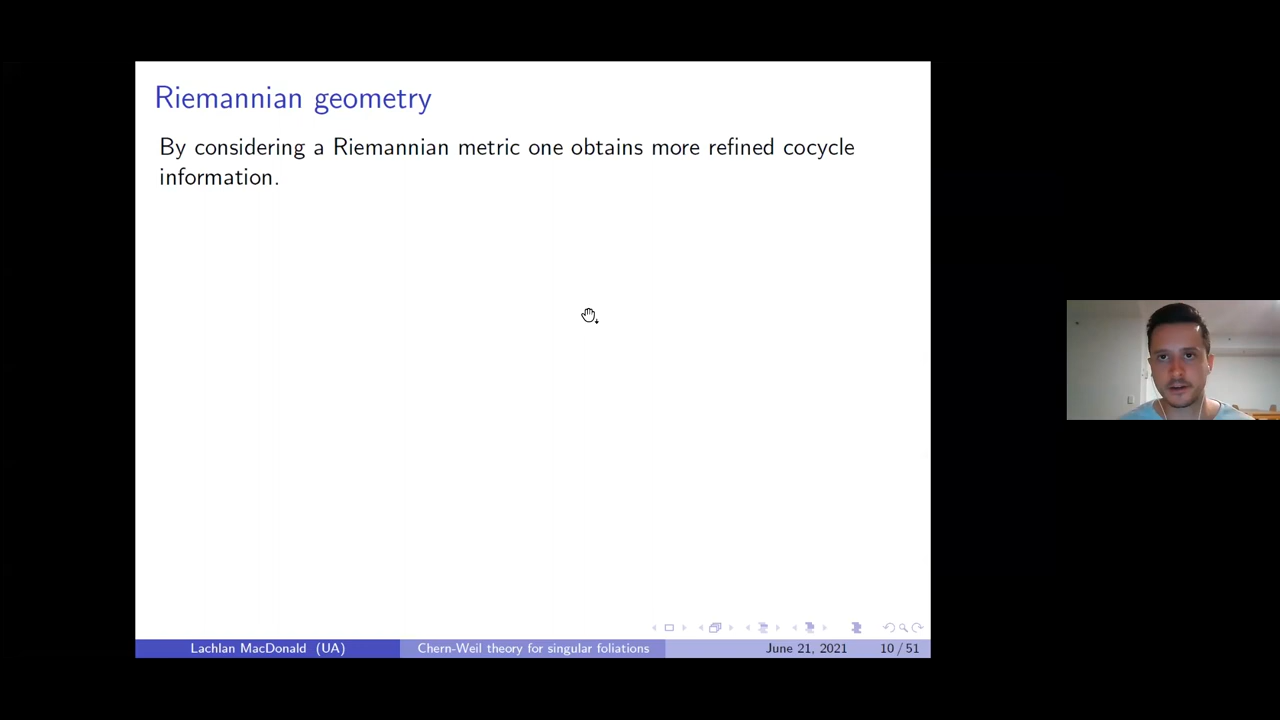 Riemannian geometry
By considering a Riemannian metric one obtains more refined cocycle
information.
Lachlan MacDonald (UA)
Chern-Weil theory for singular foliations
June 21, 2021
10 / 51